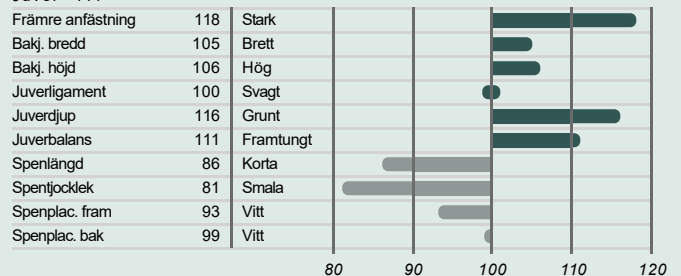 Främre anfästning 118 Stark
Bakj. bredd 105 Brett
Bakj. höjd 106 Hög
Juverligament 100 Svagt
Juverdjup 116 Grunt
Juverbalans 111 Framtungt
Spenlängd 86 Korta
Spentjocklek 81 Smala
Spenplac. fram 93 Vitt
Spenplac. bak 99 Vitt
80 90 100 110 120